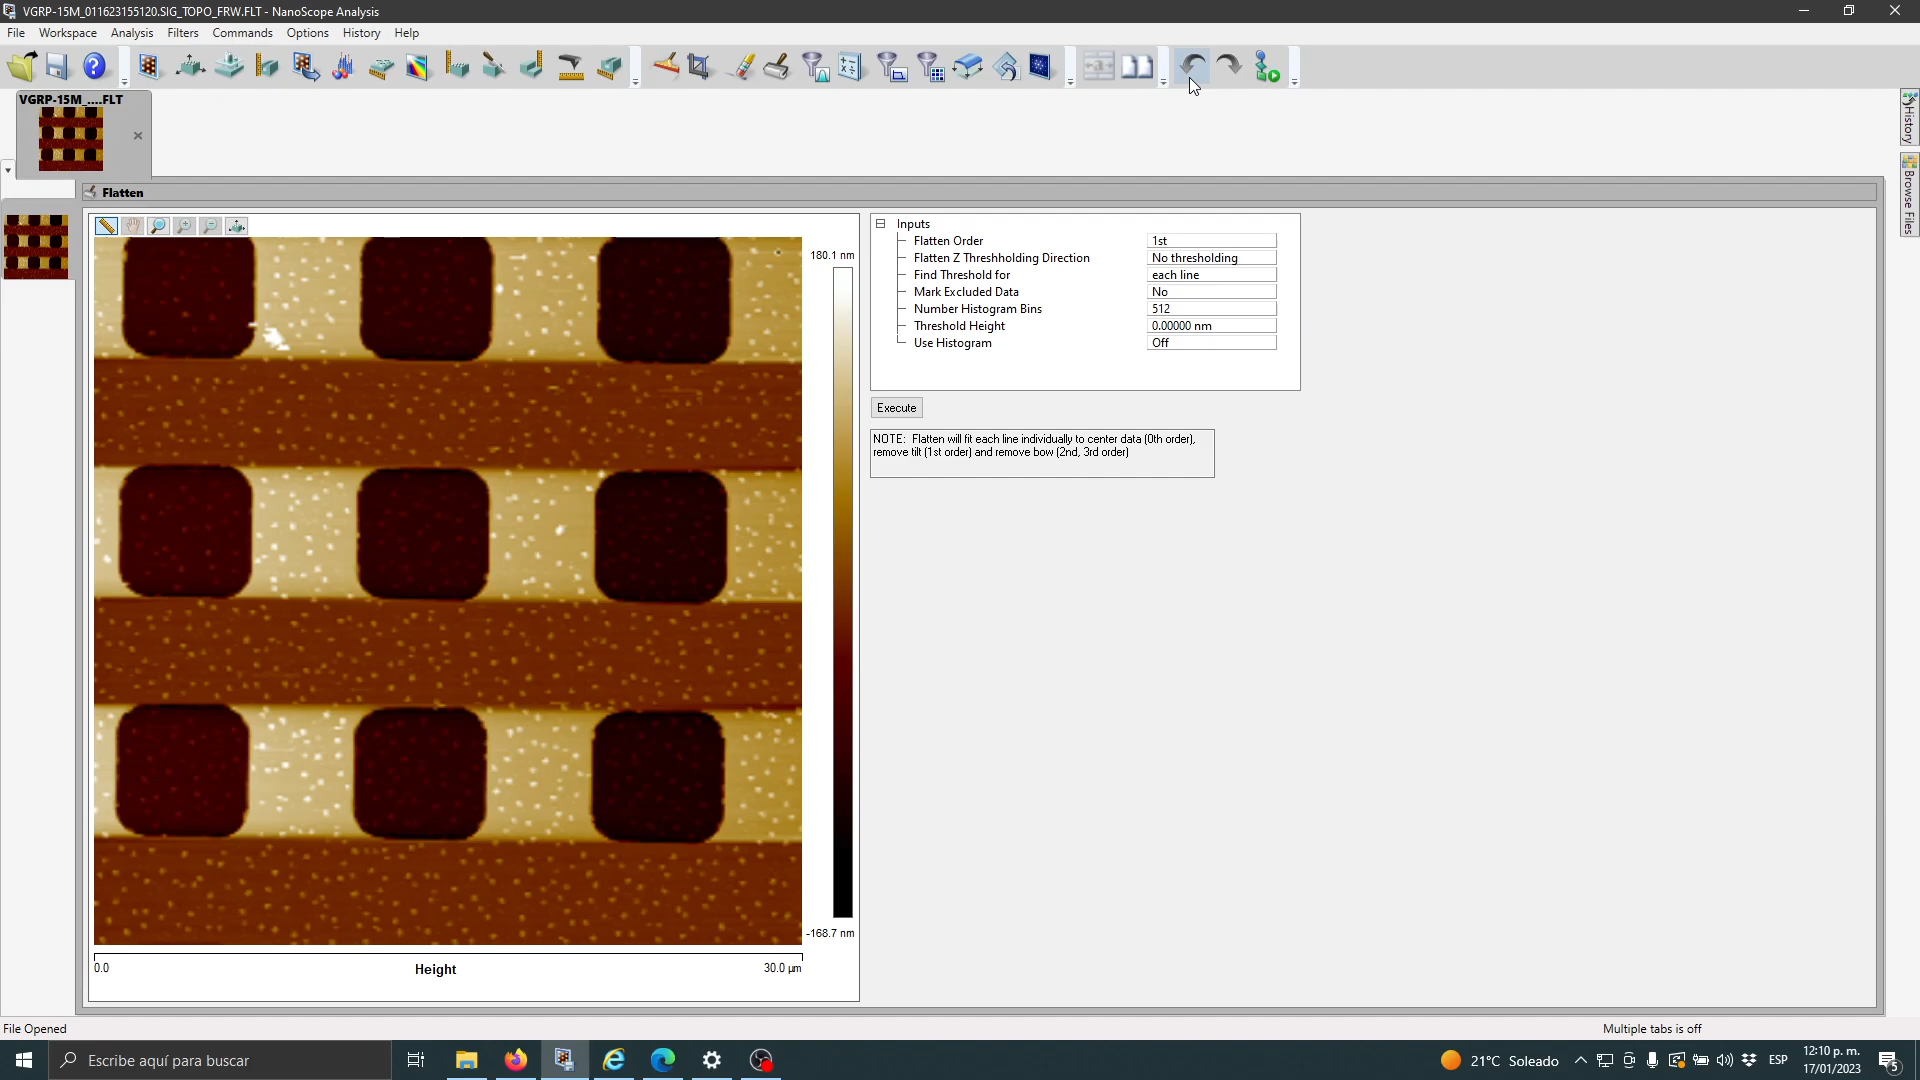 VGRP-15M_011623155120.SIG_TOPO_FRW.FLT - NanoScope Analysis
File Workspace Analysis Filters Commands Options History Help
VGRP-15M_....FLT
History
Browse Files
Flatten
180.1 nm
-168.7 nm
0.0 Height 30.0 µm
Inputs
Flatten Order 1st
Flatten Z Threshholding Direction No thresholding
Find Threshold for each line
Mark Excluded Data No
Number Histogram Bins 512
Threshold Height 0.00000 nm
Use Histogram Off
Execute
NOTE: Flatten will fit each line individually to center data (0th order),
remove tilt (1st order) and remove bow (2nd, 3rd order)
File Opened Multiple tabs is off
Escribe aquí para buscar
21°C Soleado
ESP
12:10 p. m.
17/01/2023
5